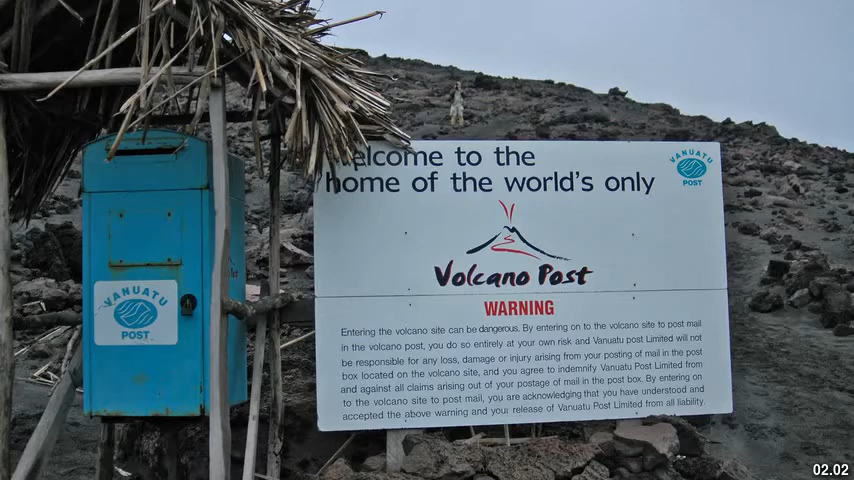 elcome to the
home of the world's only
VANUATU
POST
Volcano Post
WARNING
Entering the volcano site can be dangerous. By entering on to the volcano site to post mail
in the volcano post, you do so entirely at your own risk and Vanuatu post Limited will not
be responsible for any loss, damage or injury arising from your posting of mail in the post
box located on the volcano site, and you agree to indemnify Vanuatu Post Limited from
and against all claims arising out of your postage of mail in the post box. By entering on
to the volcano site to post mail, you are acknowledging that you have understood and
accepted the above warning and your release of Vanuatu Post Limited from all liability.
VANUATU
POST
02.02